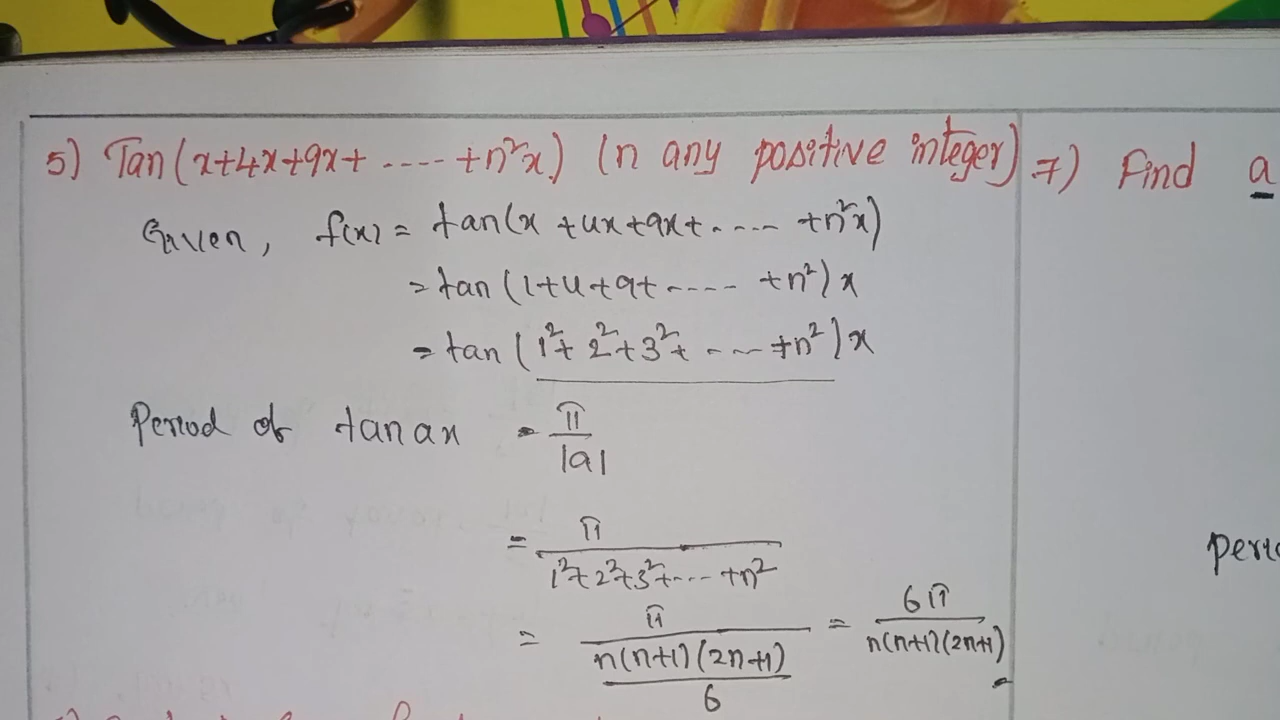 5) Tan(x+4x+9x+ ..... +n²x) (n any positive integer)
Given, f(x) = tan(x +4x+9x+ ..... +n²x)
= tan (1+4+9+ ..... +n²) x
= tan (1²+ 2²+3²+ ..... +n²)x
Period of tan ax = π/|a|
= π/(1²+2²+3²+.... +n²)
= π/(n(n+1)(2n+1)/6) = 6π/(n(n+1)(2n+1))
7) Find a